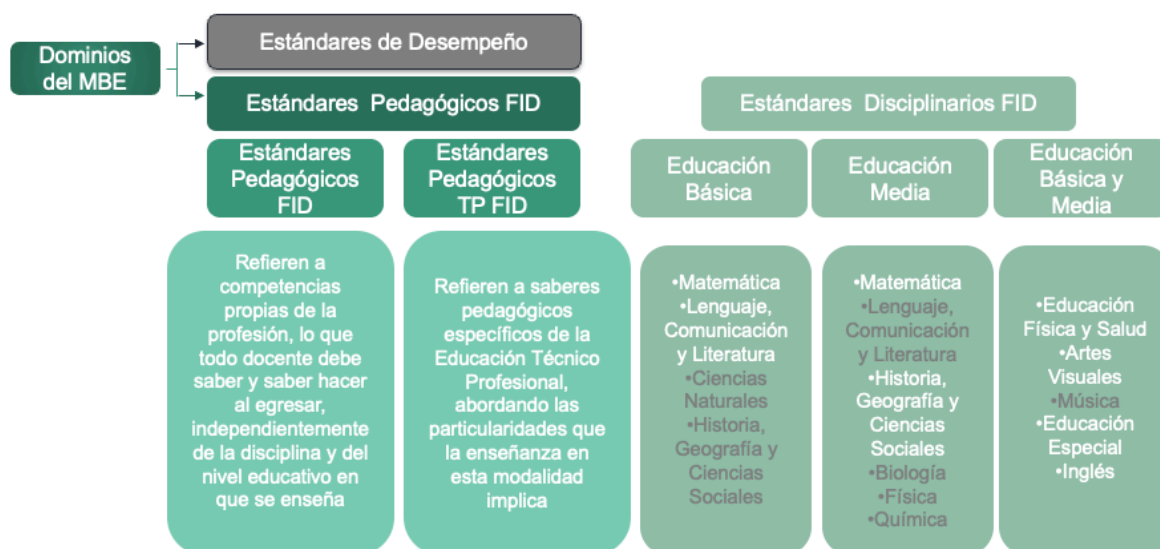 Dominios
del MBE
Estándares de Desempeño
Estándares Pedagógicos FID
Estándares
Pedagógicos
FID
Estándares
Pedagógicos
TP FID
Refieren a
competencias
propias de la
profesión, lo que
todo docente debe
saber y saber hacer
al egresar,
independientemente
de la disciplina y del
nivel educativo en
que se enseña
Refieren a saberes
pedagógicos
específicos de la
Educación Técnico
Profesional,
abordando las
particularidades que
la enseñanza en
esta modalidad
implica
Estándares Disciplinarios FID
Educación
Básica
•Matemática
•Lenguaje,
Comunicación
y Literatura
•Ciencias
Naturales
•Historia,
Geografía y
Ciencias
Sociales
Educación
Media
•Matemática
•Lenguaje,
Comunicación
y Literatura
•Historia,
Geografía y
Ciencias
Sociales
•Biología
•Física
•Química
Educación
Básica y
Media
•Educación
Física y Salud
•Artes
Visuales
•Música
•Educación
Especial
•Inglés